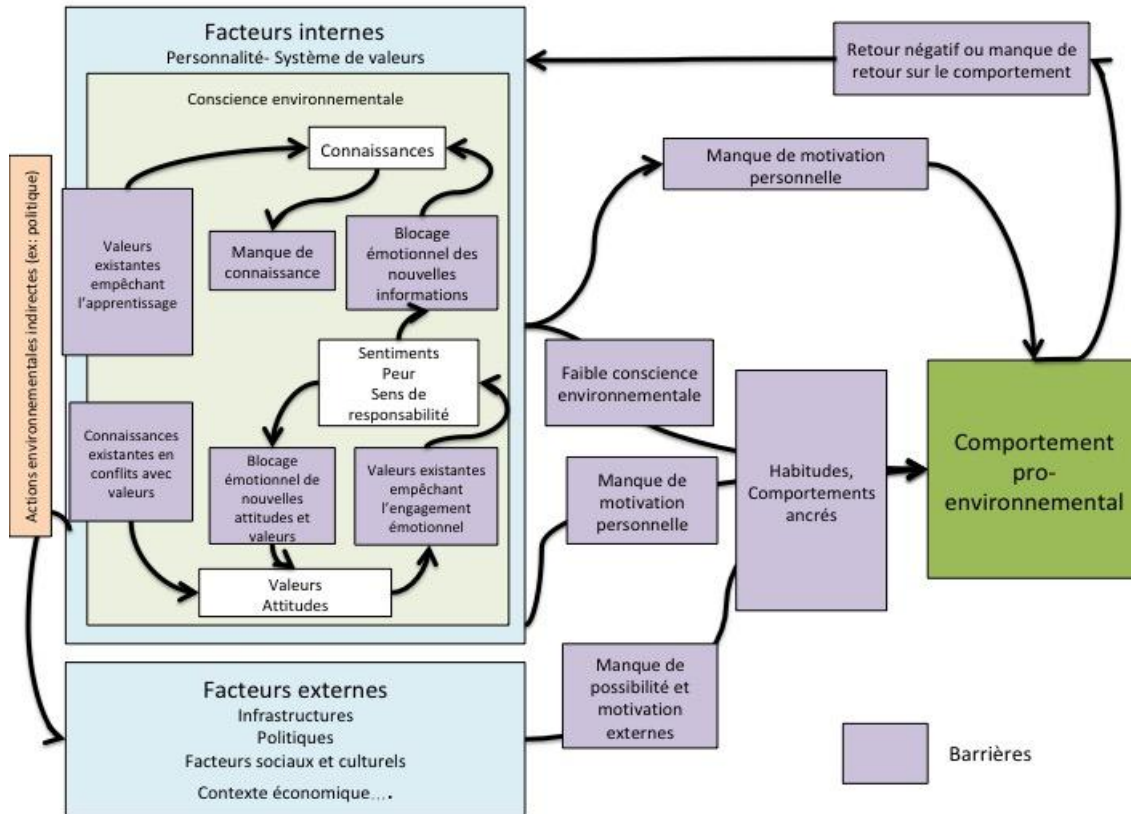 Facteurs internes
Personnalité- Système de valeurs
Conscience environnementale
Connaissances
Valeurs
existantes
empêchant
l'apprentissage
Manque de
connaissance
Blocage
émotionnel des
nouvelles
informations
Sentiments
Peur
Sens de
responsabilité
Connaissances
existantes en
conflits avec
valeurs
Blocage
émotionnel de
nouvelles
attitudes et
valeurs
Valeurs existantes
empêchant
l'engagement
émotionnel
Valeurs
Attitudes
Actions environnementales indirectes (ex: politique)
Facteurs externes
Infrastructures
Politiques
Facteurs sociaux et culturels
Contexte économique....
Retour négatif ou manque de
retour sur le comportement
Manque de motivation
personnelle
Faible conscience
environnementale
Manque de
motivation
personnelle
Manque de
possibilité et
motivation
externes
Habitudes,
Comportements
ancrés
Comportement
pro-
environnemental
Barrières